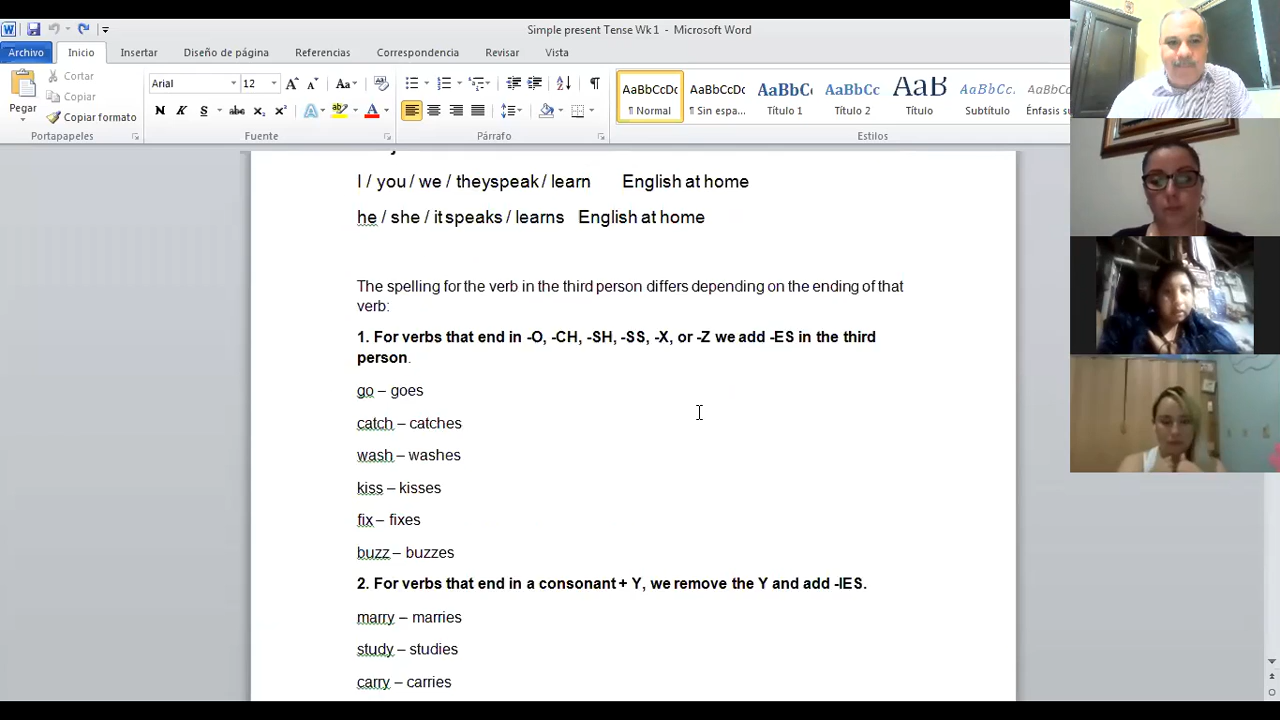 Simple present Tense Wk 1 - Microsoft Word
Archivo Inicio Insertar Diseño de página Referencias Correspondencia Revisar Vista
Pegar
Cortar
Copiar
Copiar formato
Portapapeles
Arial 12
Fuente
Párrafo
AaBbCcDc AaBbCcDc AaBbC AaBbCc AaB AaBbCc. AaBbCc
¶ Normal ¶ Sin espa... Título 1 Título 2 Título Subtítulo Énfasis su
Estilos
I / you / we / theyspeak / learn English at home
he / she / it speaks / learns English at home
The spelling for the verb in the third person differs depending on the ending of that
verb:
1. For verbs that end in -O, -CH, -SH, -SS, -X, or -Z we add -ES in the third
person.
go – goes
catch – catches
wash – washes
kiss – kisses
fix – fixes
buzz – buzzes
2. For verbs that end in a consonant + Y, we remove the Y and add -IES.
marry – marries
study – studies
carry – carries